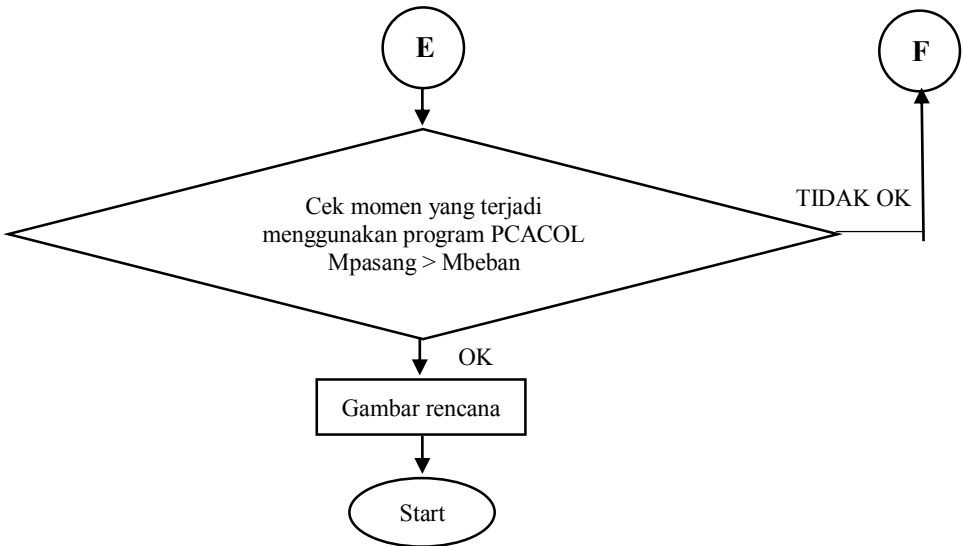 E
F
Cek momen yang terjadi
menggunakan program PCACOL
Mpasang > Mbeban
TIDAK OK
OK
Gambar rencana
Start